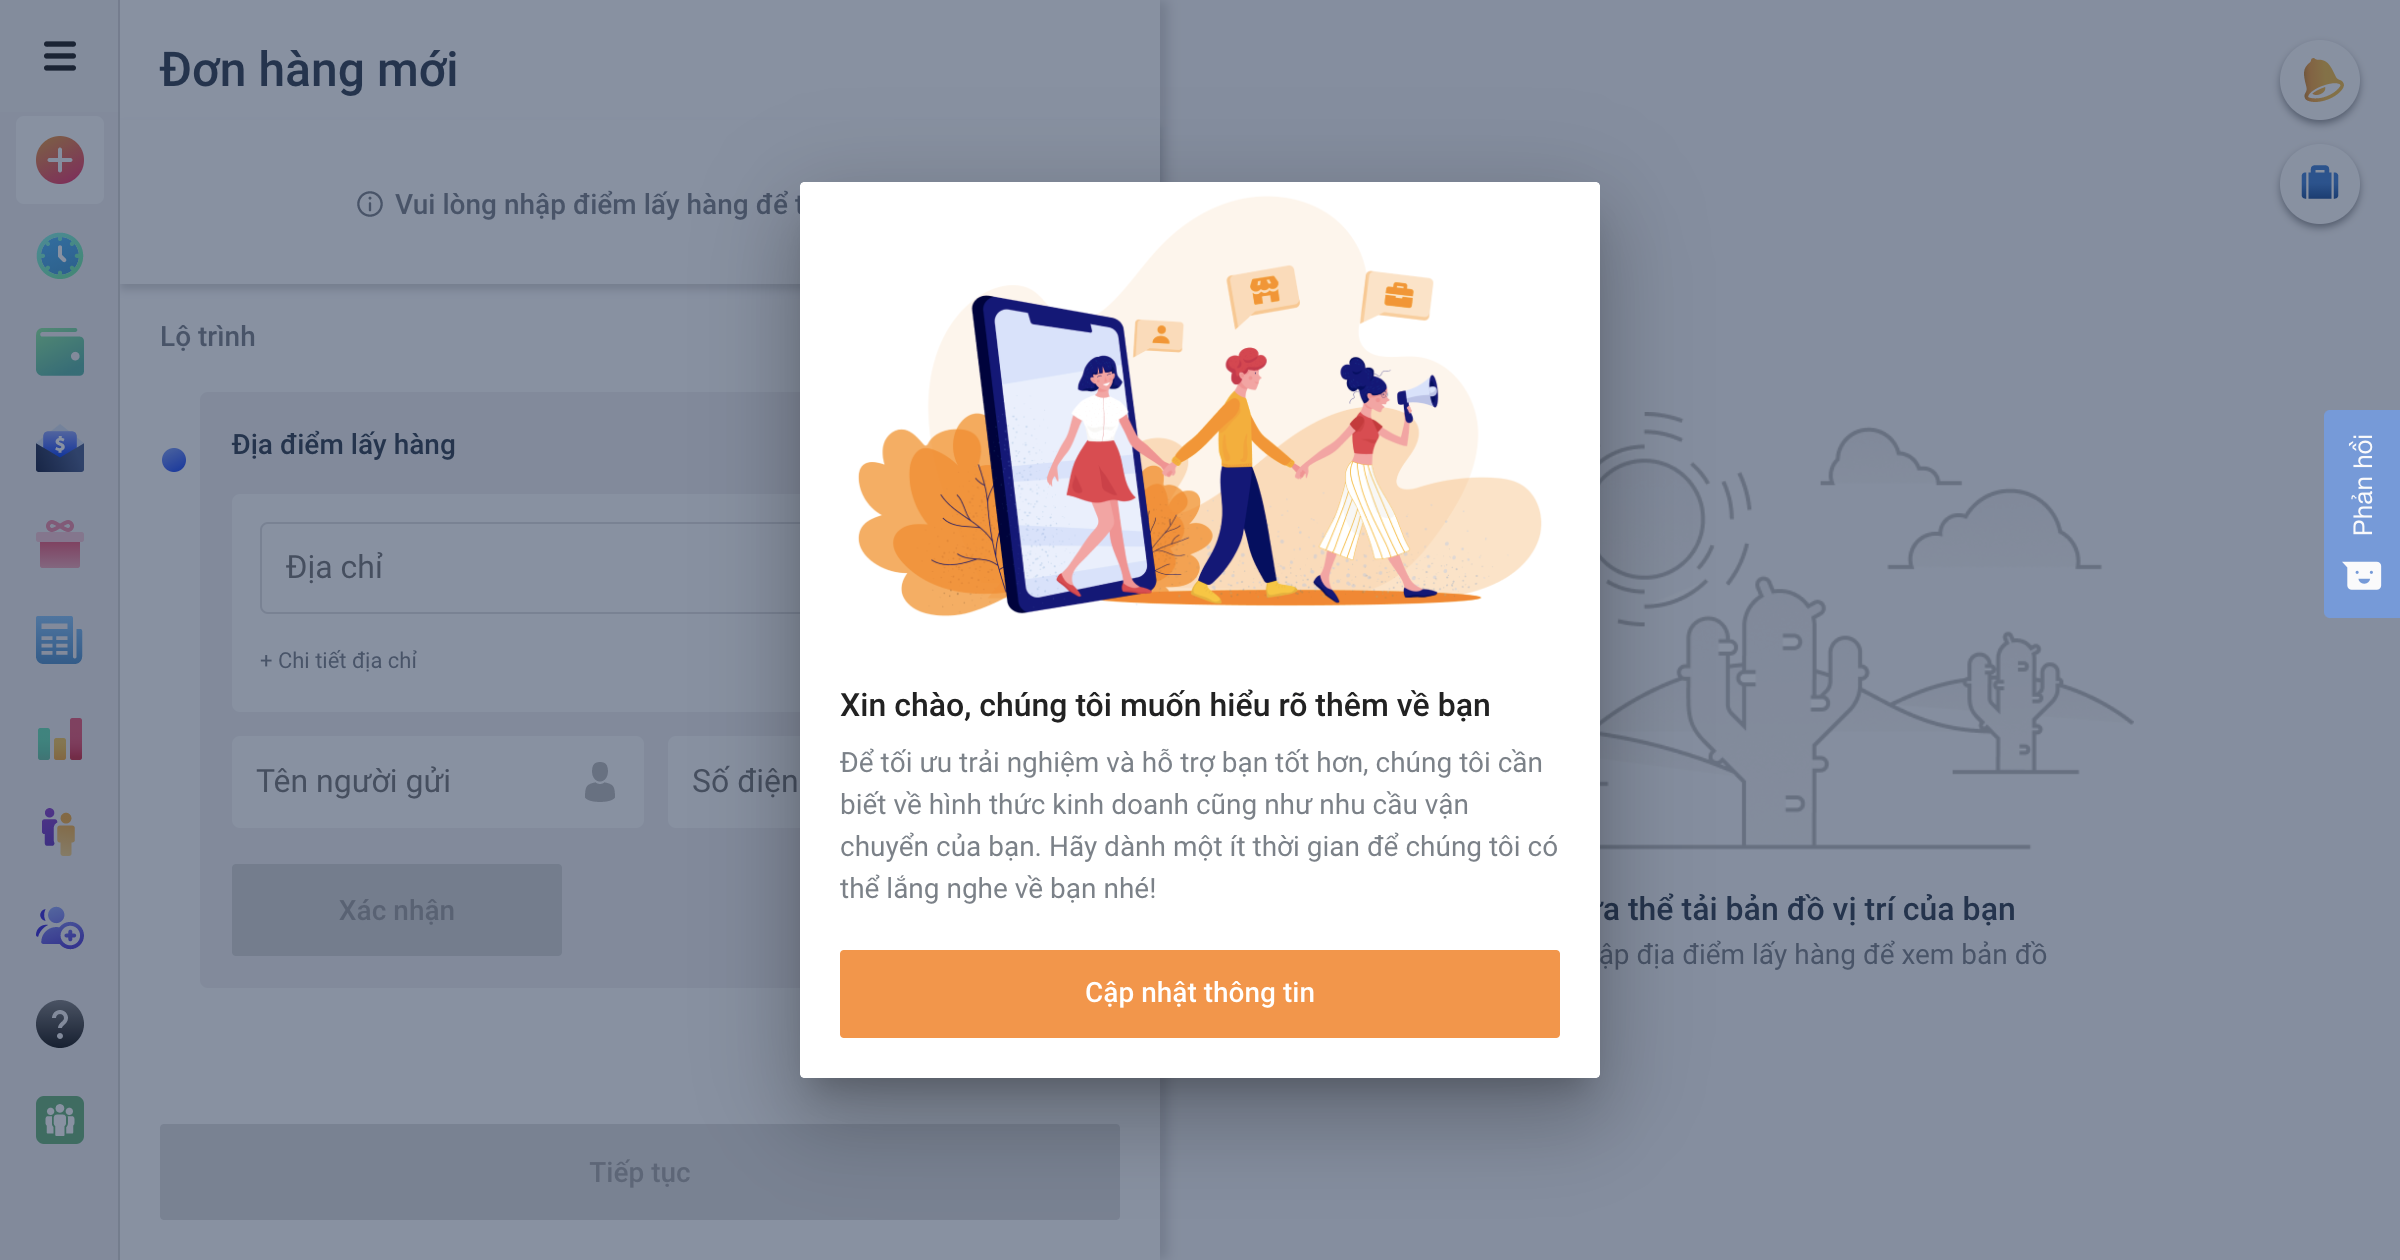 Đơn hàng mới
Vui lòng nhập điểm lấy hàng để
Lộ trình
Địa điểm lấy hàng
Địa chỉ
+ Chi tiết địa chỉ
Tên người gửi
Số điện
Xác nhận
Tiếp tục
Xin chào, chúng tôi muốn hiểu rõ thêm về bạn
Để tối ưu trải nghiệm và hỗ trợ bạn tốt hơn, chúng tôi cần
biết về hình thức kinh doanh cũng như nhu cầu vận
chuyển của bạn. Hãy dành một ít thời gian để chúng tôi có
thể lắng nghe về bạn nhé!
Cập nhật thông tin
thể tải bản đồ vị trí của bạn
địa điểm lấy hàng để xem bản đồ
Phản hồi